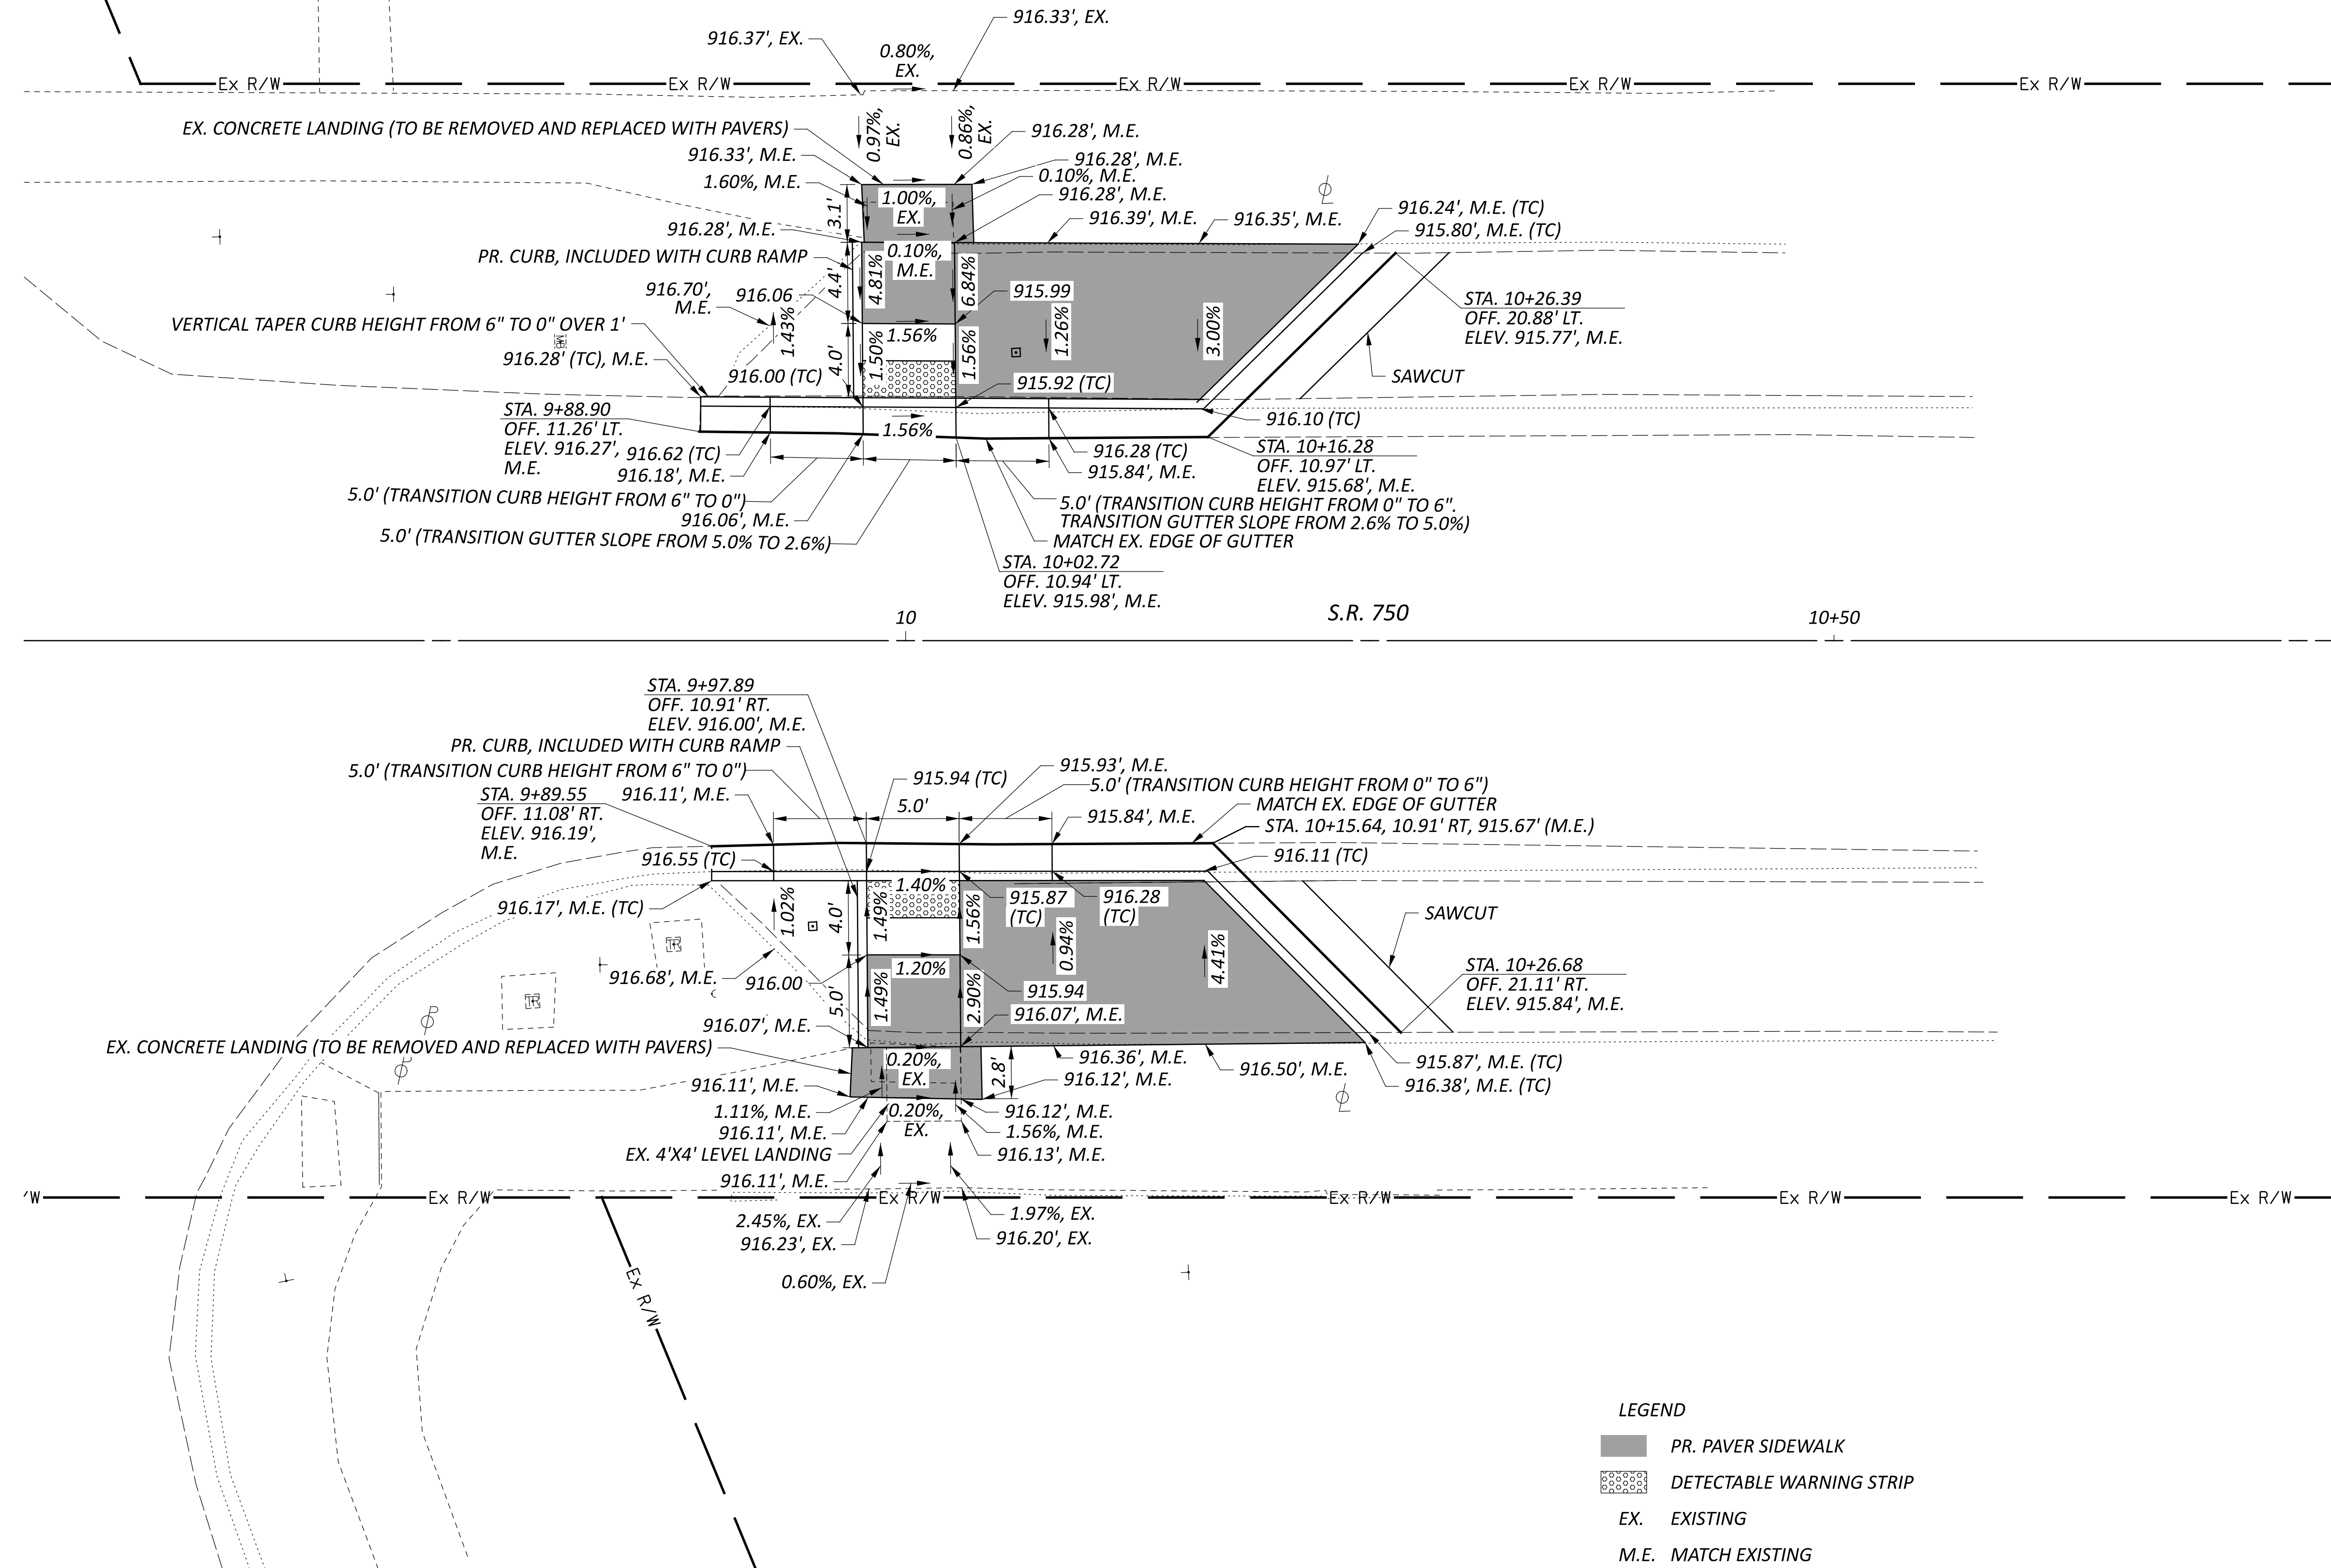 916.33', EX.
916.37', EX.
0.80%,
EX.
Ex R/W
Ex R/W
Ex R/W
Ex R/W
Ex R/W
0.97%,
EX.
0.86%,
EX.
EX. CONCRETE LANDING (TO BE REMOVED AND REPLACED WITH PAVERS)
916.28', M.E.
916.33', M.E.
916.28', M.E.
1.60%, M.E.
0.10%, M.E.
1.00%,
EX.
916.28', M.E.
3.1'
916.39', M.E.
916.35', M.E.
916.24', M.E. (TC)
916.28', M.E.
915.80', M.E. (TC)
0.10%,
M.E.
PR. CURB, INCLUDED WITH CURB RAMP
4.4'
4.81%
6.84%
916.70',
M.E.
916.06
915.99
STA. 10+26.39
OFF. 20.88' LT.
ELEV. 915.77', M.E.
VERTICAL TAPER CURB HEIGHT FROM 6" TO 0" OVER 1'
MB
1.43%
1.56%
1.26%
3.00%
916.28' (TC), M.E.
4.0'
1.50%
1.56%
916.00 (TC)
915.92 (TC)
SAWCUT
STA. 9+88.90
OFF. 11.26' LT.
ELEV. 916.27',
M.E.
1.56%
916.10 (TC)
916.62 (TC)
916.28 (TC)
STA. 10+16.28
OFF. 10.97' LT.
ELEV. 915.68', M.E.
916.18', M.E.
915.84', M.E.
5.0' (TRANSITION CURB HEIGHT FROM 6" TO 0")
5.0' (TRANSITION CURB HEIGHT FROM 0" TO 6".
TRANSITION GUTTER SLOPE FROM 2.6% TO 5.0%)
916.06', M.E.
5.0' (TRANSITION GUTTER SLOPE FROM 5.0% TO 2.6%)
MATCH EX. EDGE OF GUTTER
STA. 10+02.72
OFF. 10.94' LT.
ELEV. 915.98', M.E.
10
S.R. 750
10+50
STA. 9+97.89
OFF. 10.91' RT.
ELEV. 916.00', M.E.
PR. CURB, INCLUDED WITH CURB RAMP
5.0' (TRANSITION CURB HEIGHT FROM 6" TO 0")
915.94 (TC)
915.93', M.E.
5.0' (TRANSITION CURB HEIGHT FROM 0" TO 6")
STA. 9+89.55
OFF. 11.08' RT.
ELEV. 916.19',
M.E.
916.11', M.E.
5.0'
MATCH EX. EDGE OF GUTTER
915.84', M.E.
STA. 10+15.64, 10.91' RT, 915.67' (M.E.)
916.55 (TC)
916.11 (TC)
1.40%
916.17', M.E. (TC)
1.02%
4.0'
1.49%
1.56%
915.87
(TC)
916.28
(TC)
SAWCUT
TR
0.94%
4.41%
916.68', M.E.
916.00
1.20%
915.94
STA. 10+26.68
OFF. 21.11' RT.
ELEV. 915.84', M.E.
TR
5.0'
1.49%
2.90%
916.07', M.E.
916.07', M.E.
EX. CONCRETE LANDING (TO BE REMOVED AND REPLACED WITH PAVERS)
0.20%,
EX.
2.8'
916.36', M.E.
916.50', M.E.
915.87', M.E. (TC)
916.38', M.E. (TC)
916.11', M.E.
916.12', M.E.
1.11%, M.E.
0.20%,
EX.
916.12', M.E.
916.11', M.E.
1.56%, M.E.
EX. 4'X4' LEVEL LANDING
916.13', M.E.
916.11', M.E.
/W
Ex R/W
Ex R/W
Ex R/W
Ex R/W
Ex R/W
2.45%, EX.
1.97%, EX.
916.23', EX.
916.20', EX.
0.60%, EX.
Ex R/W
LEGEND
PR. PAVER SIDEWALK
DETECTABLE WARNING STRIP
EX. EXISTING
M.E. MATCH EXISTING